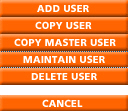 ADD USER
COPY USER
COPY MASTER USER
MAINTAIN USER
DELETE USER
CANCEL